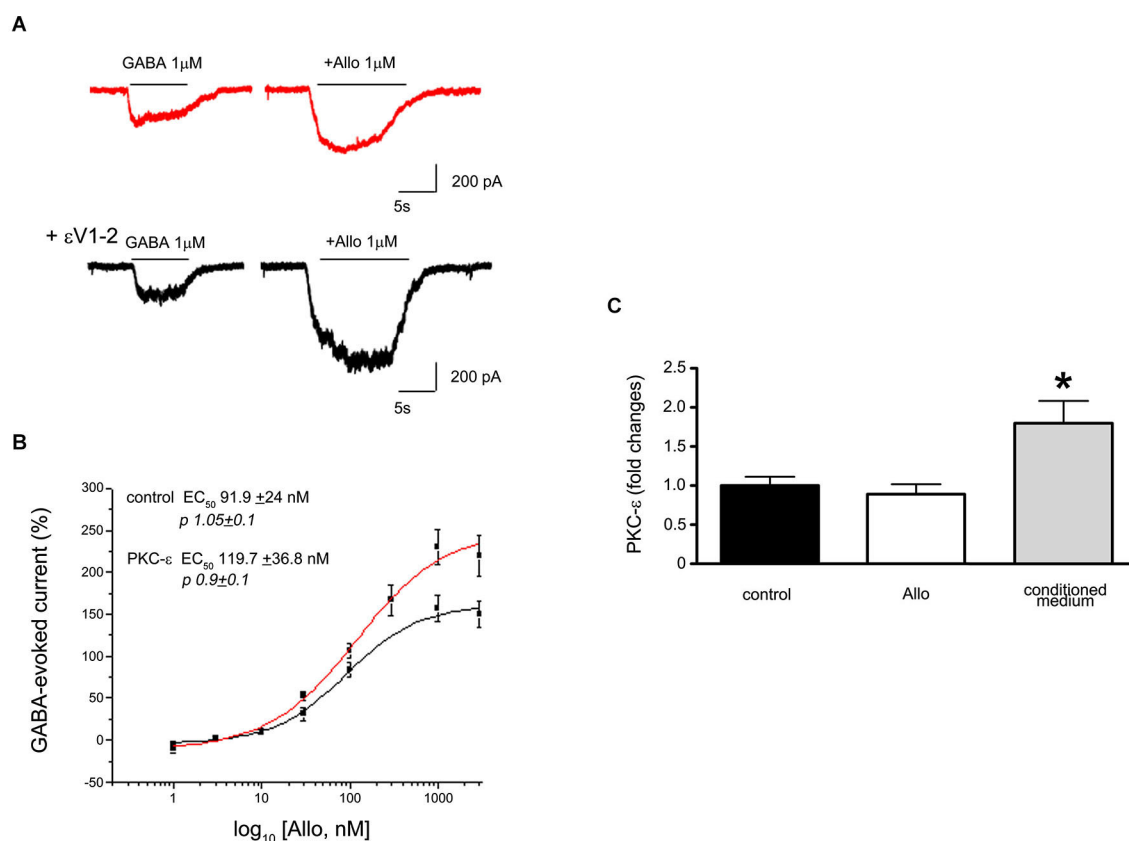 A
GABA 1μM
+Allo 1μM
200 pA
5s
+ εV1-2
GABA 1μM
+Allo 1μM
200 pA
5s
B
control EC50 91.9 ±24 nM
p 1.05±0.1
PKC-ε EC50 119.7 ±36.8 nM
p 0.9±0.1
GABA-evoked current (%)
300
250
200
150
100
50
0
-50
1
10
100
1000
log10 [Allo, nM]
C
PKC-ε (fold changes)
2.5
2.0
1.5
1.0
0.5
0
*
control
Allo
conditioned
medium